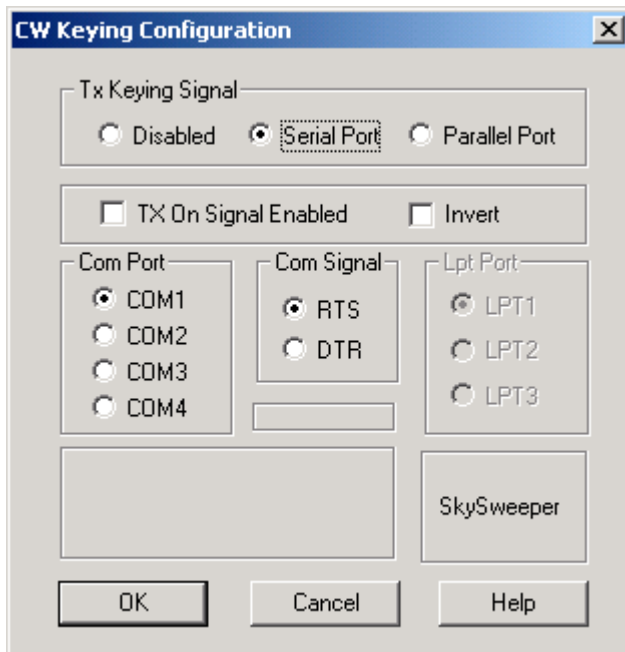 CW Keying Configuration
Tx Keying Signal
Disabled Serial Port Parallel Port
TX On Signal Enabled Invert
Com Port Com Signal Lpt Port
COM1 RTS LPT1
COM2 DTR LPT2
COM3 LPT3
COM4
SkySweeper
OK Cancel Help